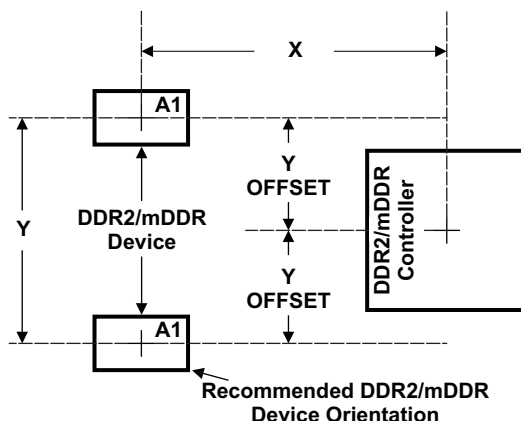 X
A1
Y
OFFSET
Y
DDR2/mDDR
Device
DDR2/mDDR
Controller
Y
OFFSET
A1
Recommended DDR2/mDDR
Device Orientation